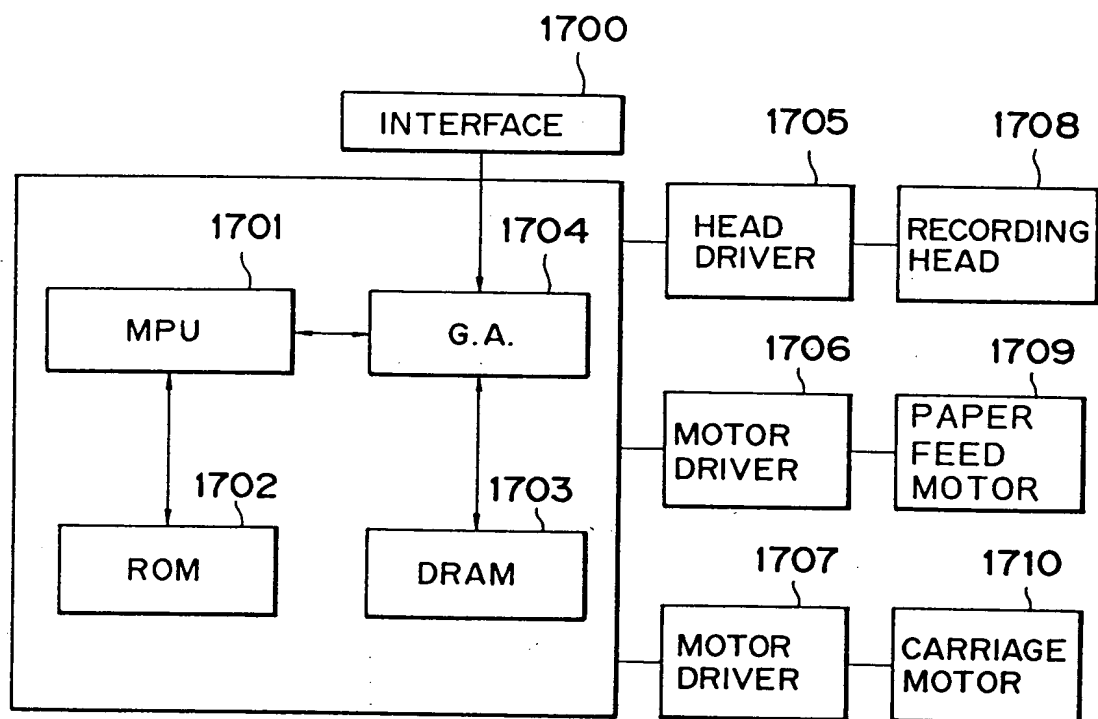 1700
INTERFACE
1705
1708
HEAD
DRIVER
RECORDING
HEAD
1701
1704
MPU
G.A.
1706
1709
MOTOR
DRIVER
PAPER
FEED
MOTOR
1702
1703
ROM
DRAM
1707
1710
MOTOR
DRIVER
CARRIAGE
MOTOR